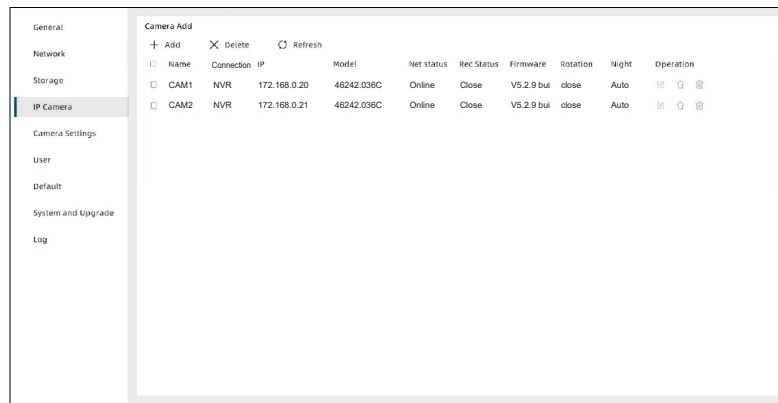 General
Network
Storage
IP Camera
Camera Settings
User
Default
System and Upgrade
Log
Camera Add
Add Delete Refresh
Name Connection IP Model Net status Rec Status Firmware Rotation Night Operation
CAM1 NVR 172.168.0.20 46242.036C Online Close V5.2.9 bui close Auto
CAM2 NVR 172.168.0.21 46242.036C Online Close V5.2.9 bui close Auto